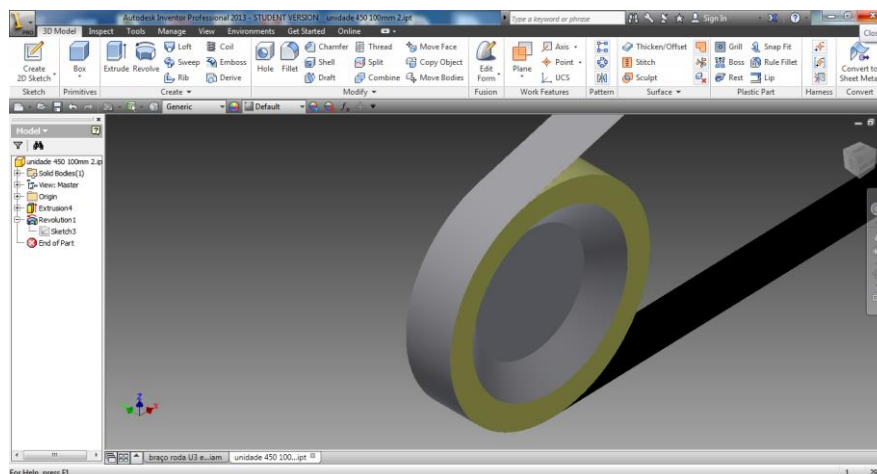 Autodesk Inventor Professional 2013 - STUDENT VERSION unidade 450 100mm 2.ipt
Type a keyword or phrase
Sign In
PRO
3D Model Inspect Tools Manage View Environments Get Started Online
Clos
Create
2D Sketch
Box
Extrude Revolve
Loft
Sweep
Rib
Coil
Emboss
Derive
Hole Fillet
Chamfer
Shell
Draft
Thread
Split
Combine
Move Face
Copy Object
Move Bodies
Edit
Form
Plane
Axis
Point
UCS
Thicken/Offset
Stitch
Sculpt
Grill
Boss
Rest
Snap Fit
Rule Fillet
Lip
Convert to
Sheet Meta
Sketch Primitives Create Modify Fusion Work Features Pattern Surface Plastic Part Harness Convert
Generic Default
Model
unidade 450 100mm 2.ip
Solid Bodies(1)
View: Master
Origin
Extrusion4
Revolution1
Sketch3
End of Part
braço roda U3 e...iam unidade 450 100...ipt
For Help, press F1
1 29